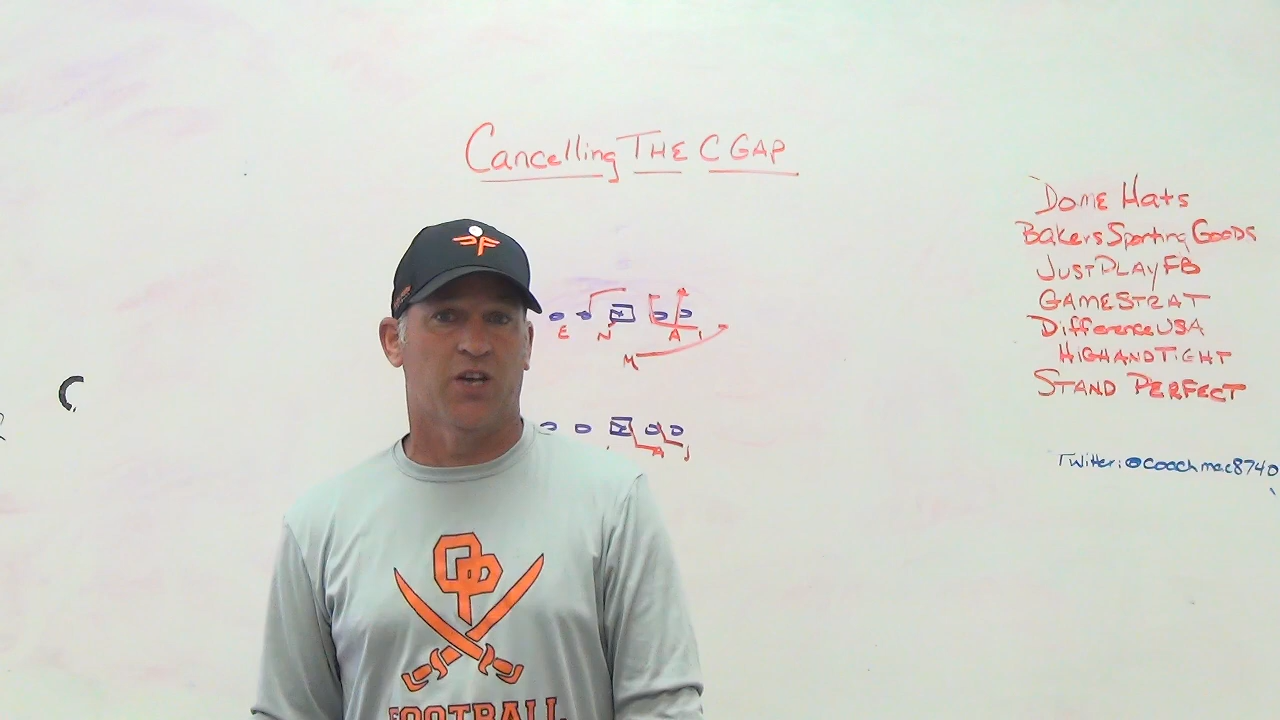 Cancelling THE C GAP
Dome Hats
Bakers Sporting Goods
JUSTPLAYFB
GAMESTRAT
DifferenceUSA
HIGHANDTIGHT
STAND PERFECT
Twitter: @coachmac8740
E N A
M
A
C
OP
FOOTBALL